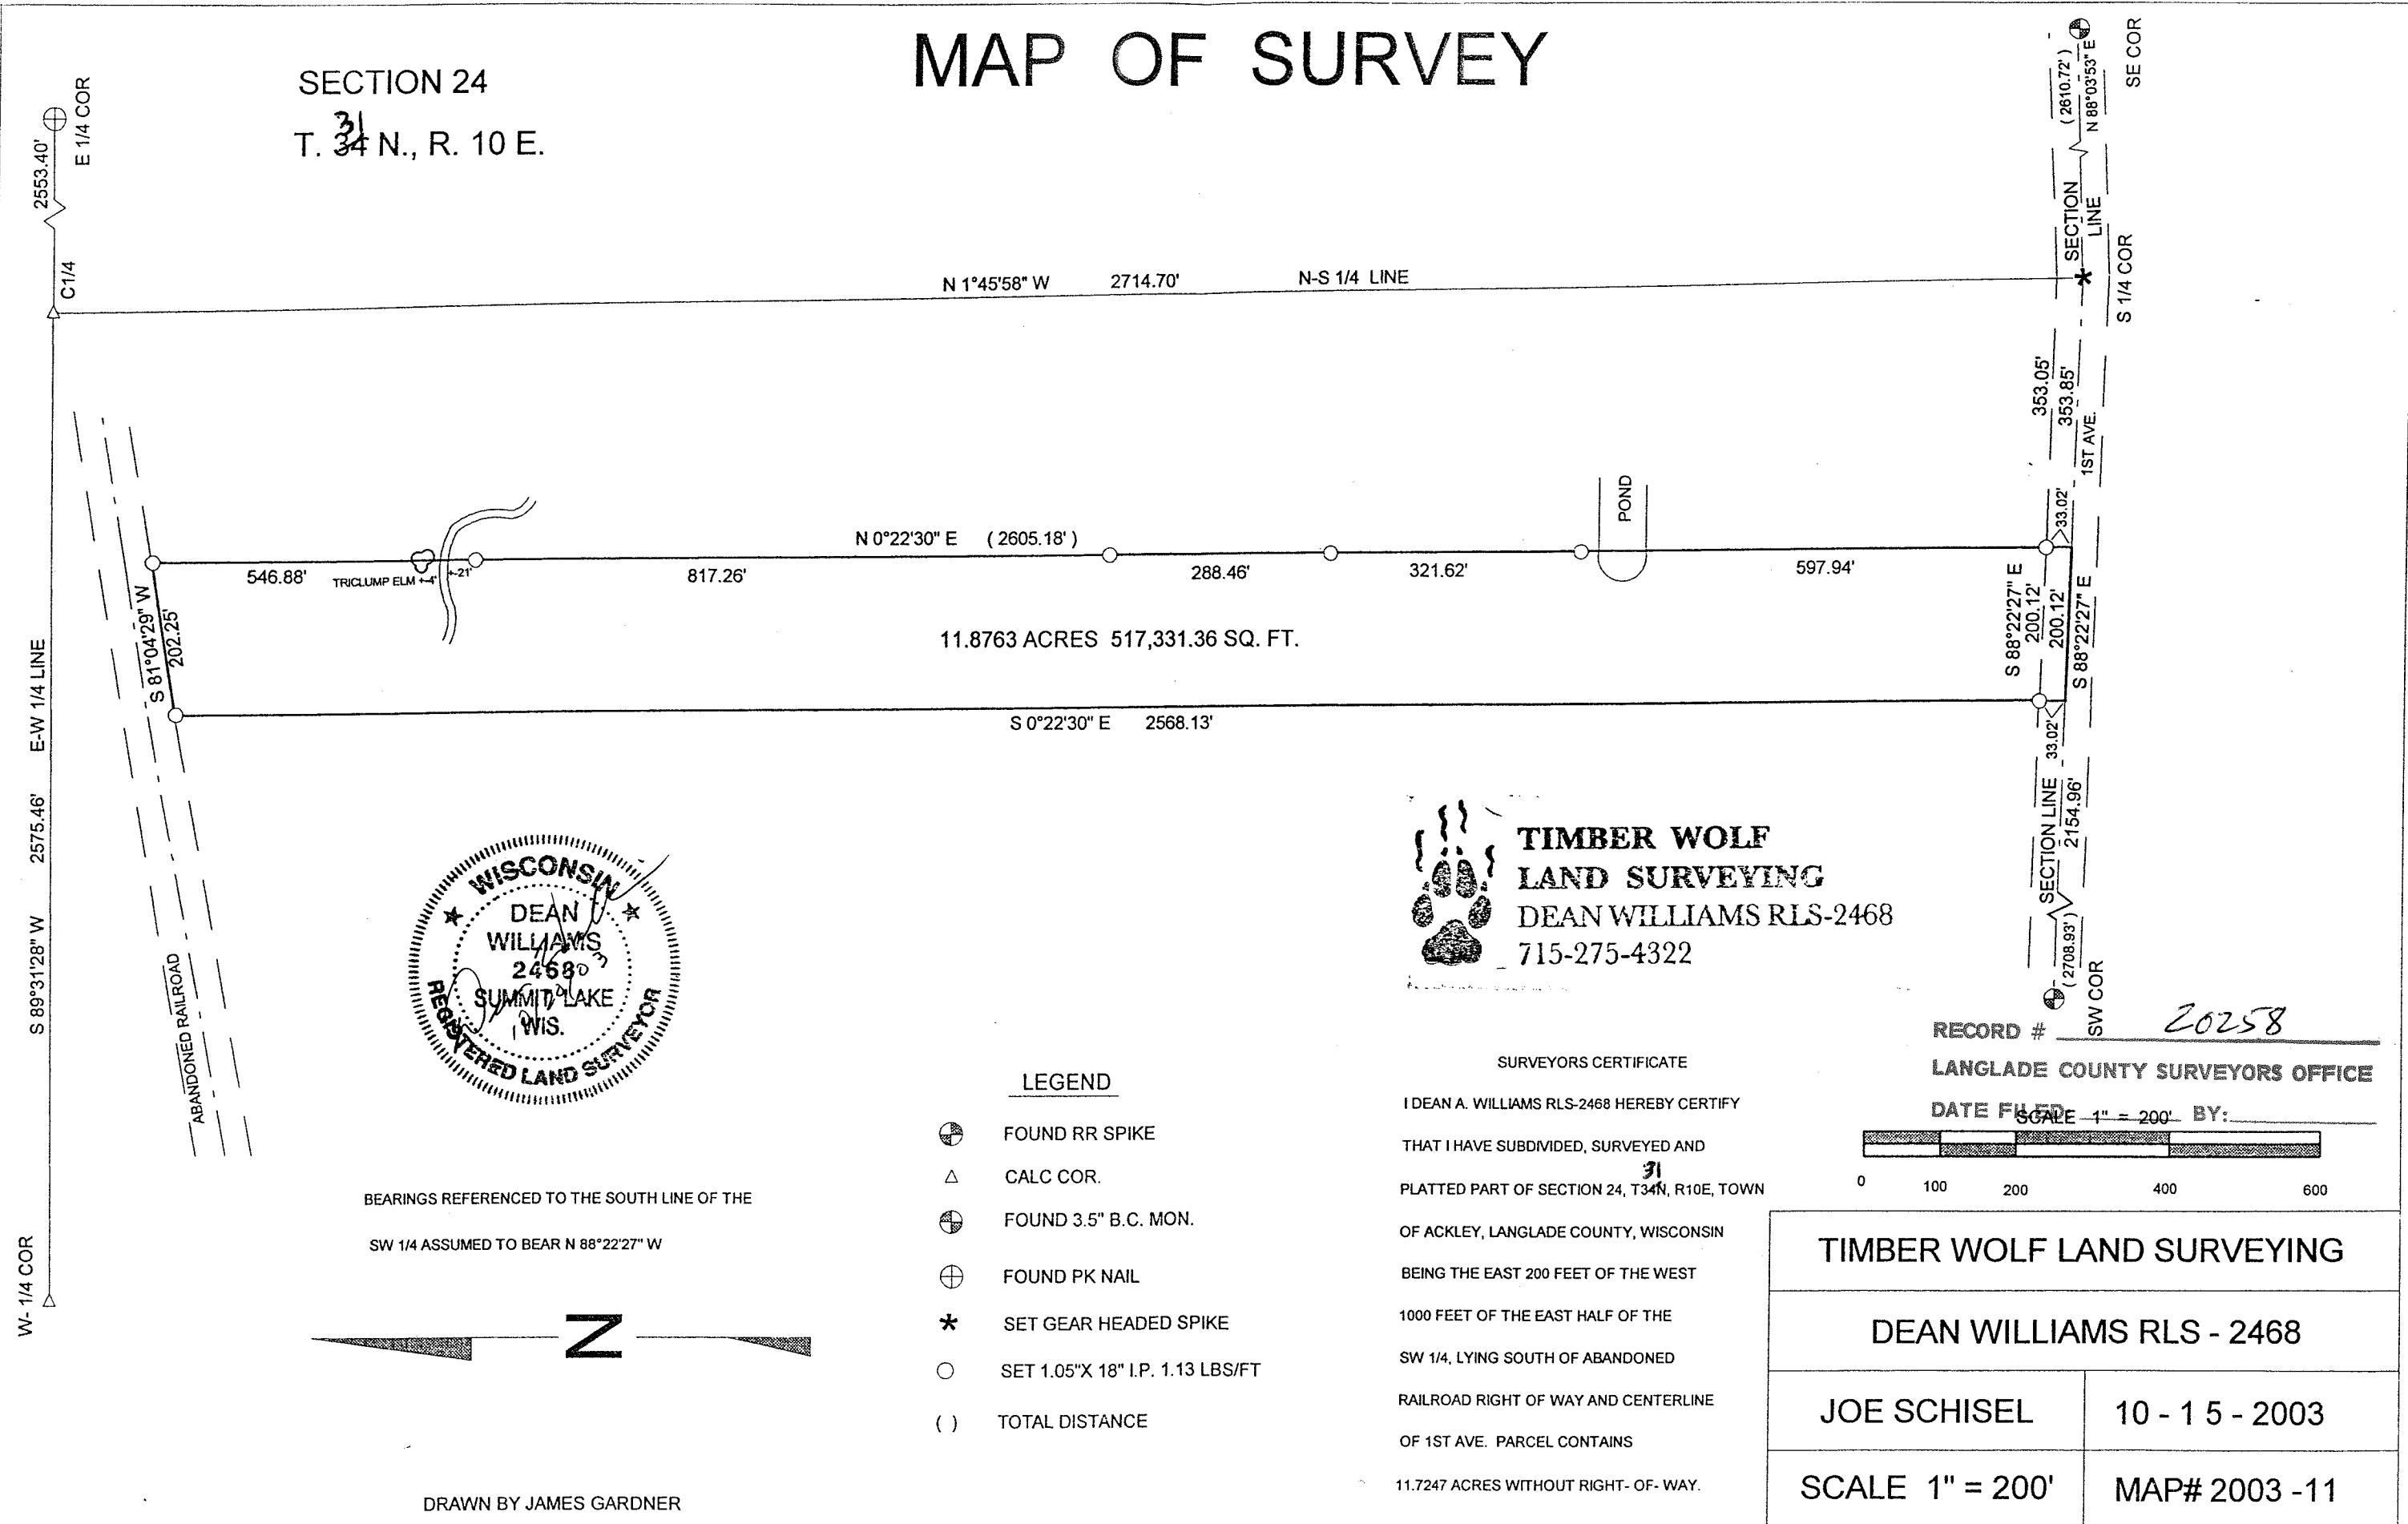 MAP OF SURVEY
SECTION 24
T. 34 N., R. 10 E.
31
2553.40'
E 1/4 COR
C1/4
N 1°45'58" W 2714.70' N-S 1/4 LINE
( 2610.72' )
N 88°03'53" E
SE COR
SECTION
LINE
S 1/4 COR
353.05'
353.85'
1ST AVE.
33.02'
POND
N 0°22'30" E ( 2605.18' )
546.88'
TRICLUMP ELM +-4'
+-21'
817.26'
288.46'
321.62'
597.94'
S 81°04'29" W
202.25'
11.8763 ACRES 517,331.36 SQ. FT.
S 88°22'27" E
200.12'
200.12'
S 88°22'27" E
S 0°22'30" E 2568.13'
33.02'
SECTION LINE
2154.96'
(2708.93')
SW COR
S 89°31'28" W 2575.46' E-W 1/4 LINE
W- 1/4 COR
ABANDONED RAILROAD
WISCONSIN
DEAN
WILLIAMS
2468
SUMMIT LAKE
WIS.
REGISTERED LAND SURVEYOR
TIMBER WOLF
LAND SURVEYING
DEAN WILLIAMS RLS-2468
715-275-4322
RECORD # 20258
LANGLADE COUNTY SURVEYORS OFFICE
DATE FILED BY:
SCALE 1" = 200'
0 100 200 400 600
BEARINGS REFERENCED TO THE SOUTH LINE OF THE
SW 1/4 ASSUMED TO BEAR N 88°22'27" W
N
DRAWN BY JAMES GARDNER
LEGEND
FOUND RR SPIKE
CALC COR.
FOUND 3.5" B.C. MON.
FOUND PK NAIL
* SET GEAR HEADED SPIKE
SET 1.05"X 18" I.P. 1.13 LBS/FT
( ) TOTAL DISTANCE
SURVEYORS CERTIFICATE
I DEAN A. WILLIAMS RLS-2468 HEREBY CERTIFY
THAT I HAVE SUBDIVIDED, SURVEYED AND
31
PLATTED PART OF SECTION 24, T34N, R10E, TOWN
OF ACKLEY, LANGLADE COUNTY, WISCONSIN
BEING THE EAST 200 FEET OF THE WEST
1000 FEET OF THE EAST HALF OF THE
SW 1/4, LYING SOUTH OF ABANDONED
RAILROAD RIGHT OF WAY AND CENTERLINE
OF 1ST AVE. PARCEL CONTAINS
11.7247 ACRES WITHOUT RIGHT- OF- WAY.
TIMBER WOLF LAND SURVEYING
DEAN WILLIAMS RLS - 2468
JOE SCHISEL
10 - 1 5 - 2003
SCALE 1" = 200'
MAP# 2003 -11